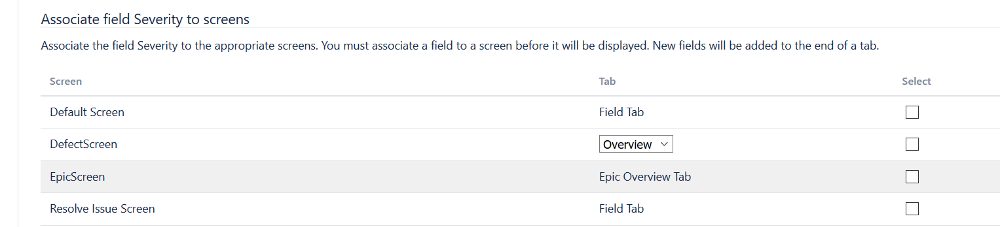 Associate field Severity to screens
Associate the field Severity to the appropriate screens. You must associate a field to a screen before it will be displayed. New fields will be added to the end of a tab.
Screen Tab Select
Default Screen Field Tab
DefectScreen Overview
EpicScreen Epic Overview Tab
Resolve Issue Screen Field Tab